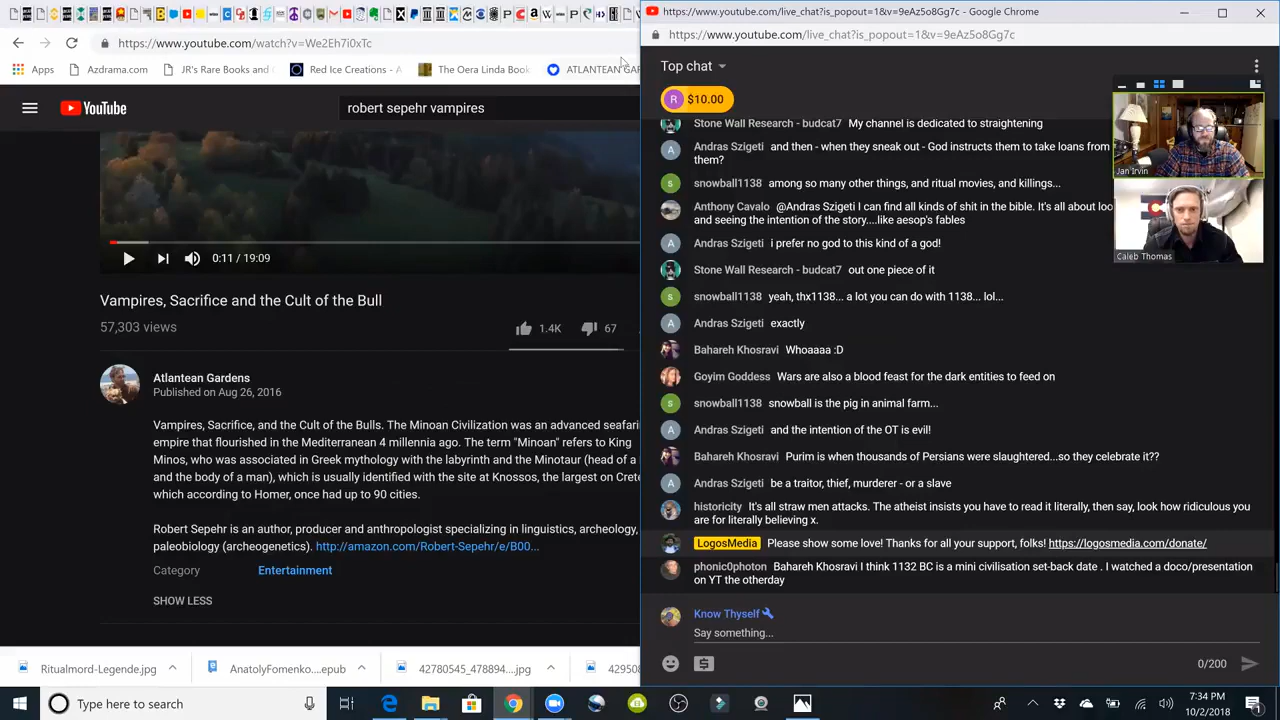 https://www.youtube.com/live_chat?is_popout=1&v=9eAz5o8Gg7c - Google Chrome
https://www.youtube.com/watch?v=We2Eh7i0xTc
https://www.youtube.com/live_chat?is_popout=1&v=9eAz5o8Gg7c
Apps
Azdrama.com
JR's Rare Books and
Red Ice Creations - A
The Oera Linda Book
ATLANTEAN GAR
YouTube
robert sepehr vampires
0:11 / 19:09
Vampires, Sacrifice and the Cult of the Bull
57,303 views
1.4K
67
Atlantean Gardens
Published on Aug 26, 2016
Vampires, Sacrifice, and the Cult of the Bulls. The Minoan Civilization was an advanced seafari
empire that flourished in the Mediterranean 4 millennia ago. The term "Minoan" refers to King
Minos, who was associated in Greek mythology with the labyrinth and the Minotaur (head of a
and the body of a man), which is usually identified with the site at Knossos, the largest on Crete
which according to Homer, once had up to 90 cities.
Robert Sepehr is an author, producer and anthropologist specializing in linguistics, archeology,
paleobiology (archeogenetics). http://amazon.com/Robert-Sepehr/e/B00...
Category
Entertainment
SHOW LESS
Top chat
R $10.00
Stone Wall Research - budcat7 My channel is dedicated to straightening
A Andras Szigeti and then - when they sneak out - God instructs them to take loans from
them?
s snowball1138 among so many other things, and ritual movies, and killings...
Anthony Cavalo @Andras Szigeti I can find all kinds of shit in the bible. It's all about loo
and seeing the intention of the story....like aesop's fables
A Andras Szigeti i prefer no god to this kind of a god!
Stone Wall Research - budcat7 out one piece of it
s snowball1138 yeah, thx1138... a lot you can do with 1138... lol...
A Andras Szigeti exactly
Bahareh Khosravi Whoaaaa :D
Goyim Goddess Wars are also a blood feast for the dark entities to feed on
s snowball1138 snowball is the pig in animal farm...
A Andras Szigeti and the intention of the OT is evil!
Bahareh Khosravi Purim is when thousands of Persians were slaughtered...so they celebrate it??
A Andras Szigeti be a traitor, thief, murderer - or a slave
historicity It's all straw men attacks. The atheist insists you have to read it literally, then say, look how ridiculous you
are for literally believing x.
LogosMedia Please show some love! Thanks for all your support, folks! https://logosmedia.com/donate/
phonic0photon Bahareh Khosravi I think 1132 BC is a mini civilisation set-back date . I watched a doco/presentation
on YT the otherday
Know Thyself
Say something...
0/200
Jan Irvin
Caleb Thomas
Ritualmord-Legende.jpg
AnatolyFomenko....epub
42780545_478894....jpg
429508
Type here to search
7:34 PM
10/2/2018